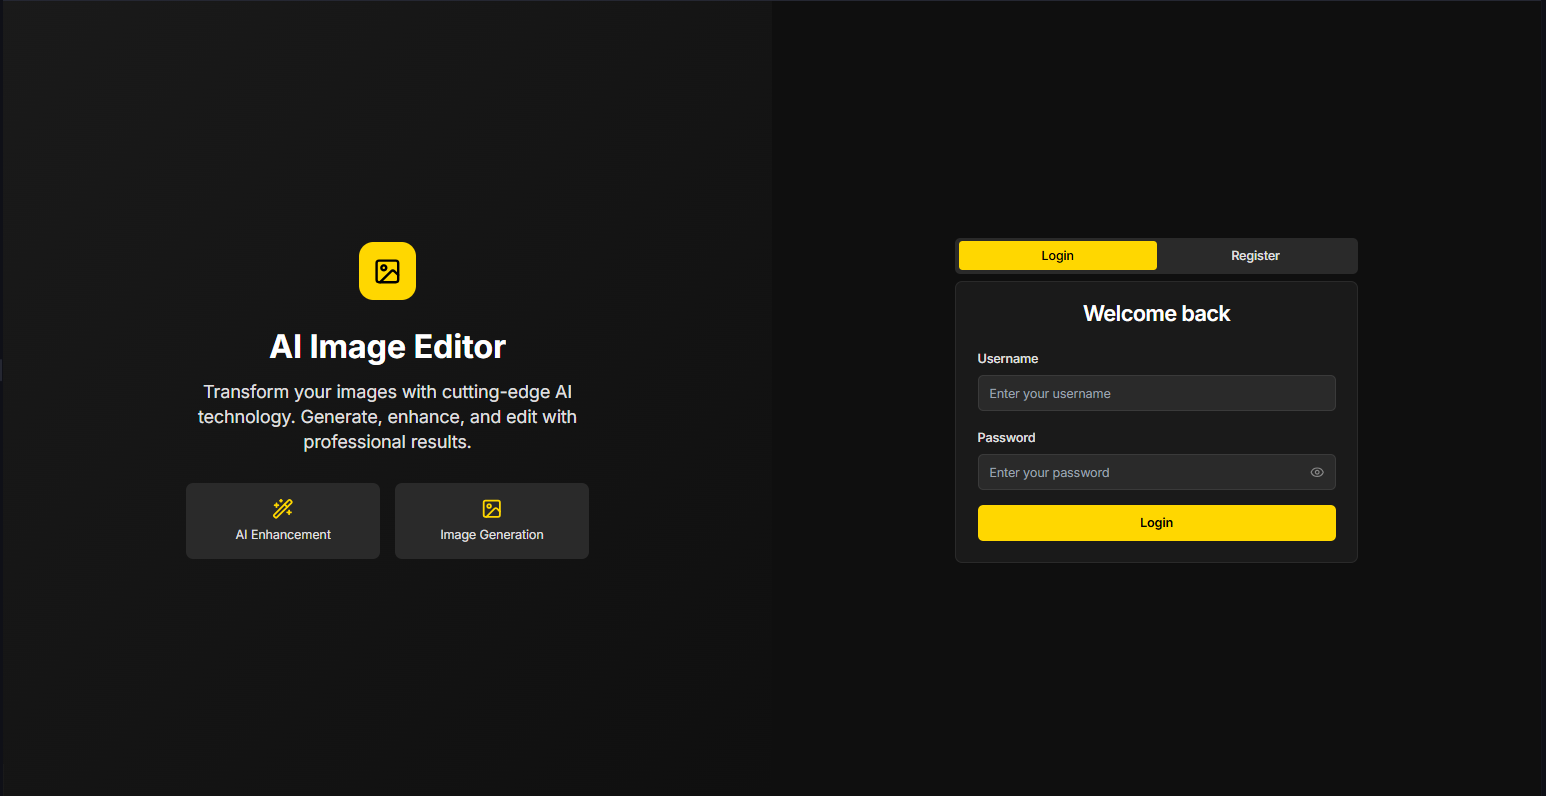 AI Image Editor
Transform your images with cutting-edge AI
technology. Generate, enhance, and edit with
professional results.
AI Enhancement
Image Generation
Login
Register
Welcome back
Username
Enter your username
Password
Enter your password
Login